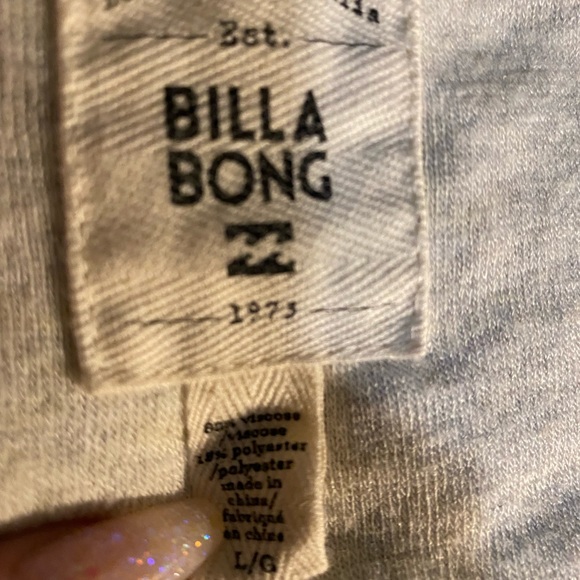 Est.
BILLA
BONG
1973
viscose
/viscose
polyester
/polyester
made in
china/
fabriqué
en chine
L/G